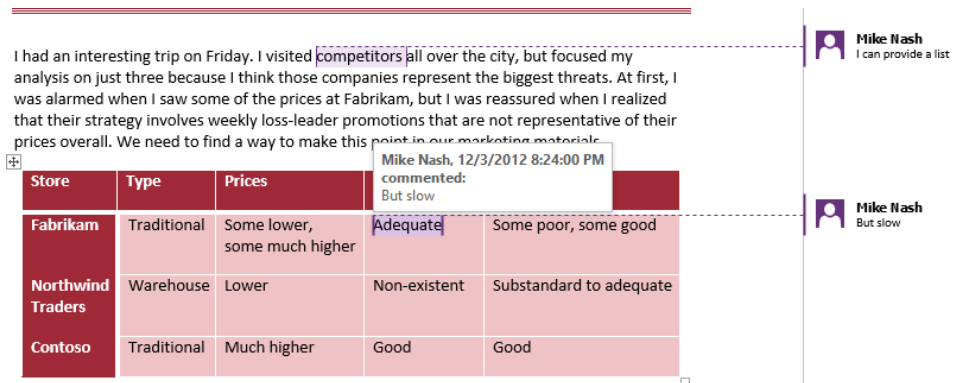 I had an interesting trip on Friday. I visited competitors all over the city, but focused my
analysis on just three because I think those companies represent the biggest threats. At first, I
was alarmed when I saw some of the prices at Fabrikam, but I was reassured when I realized
that their strategy involves weekly loss-leader promotions that are not representative of their
prices overall. We need to find a way to make this point in our marketing materials.
Mike Nash
I can provide a list
Mike Nash, 12/3/2012 8:24:00 PM
commented:
But slow
Store Type Prices
Fabrikam Traditional Some lower, Adequate Some poor, some good
some much higher
Mike Nash
But slow
Northwind Warehouse Lower Non-existent Substandard to adequate
Traders
Contoso Traditional Much higher Good Good